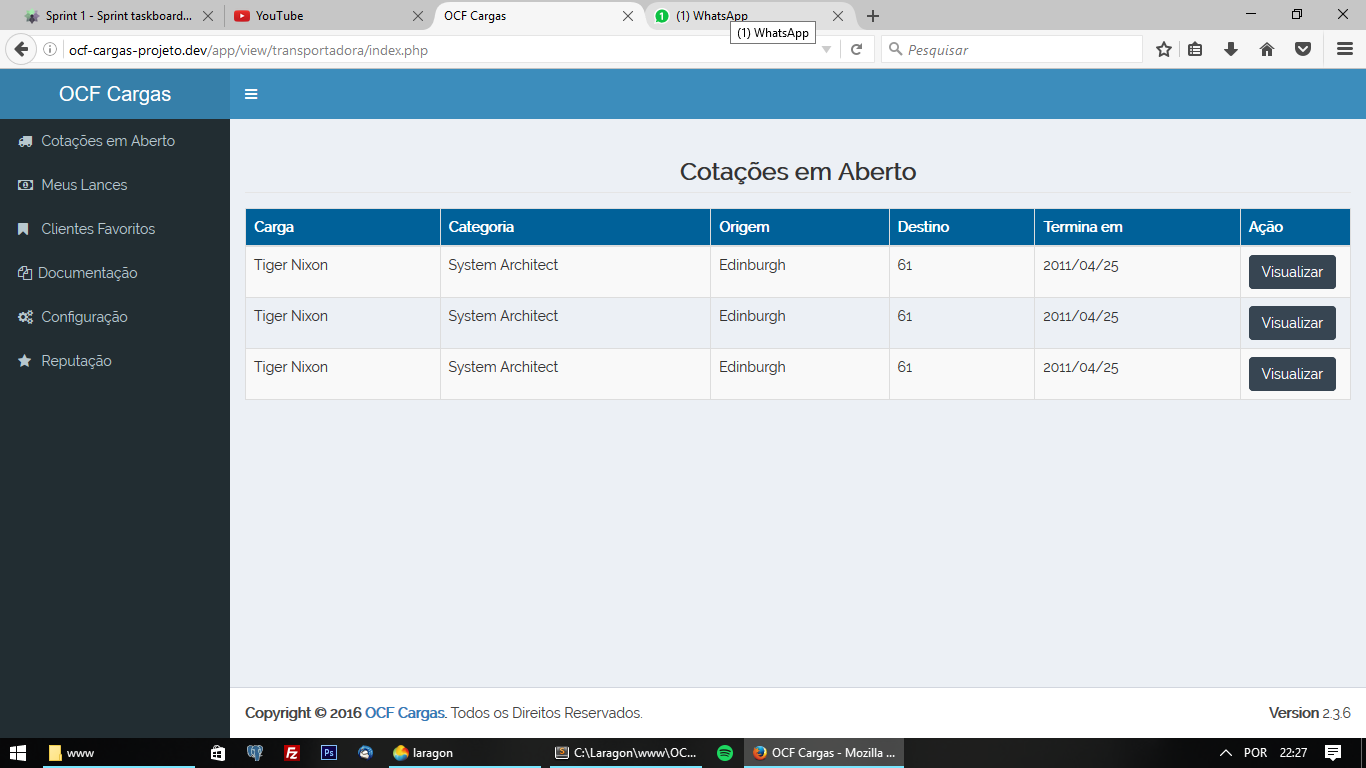 Sprint 1 - Sprint taskboard...
YouTube
OCF Cargas
(1) WhatsApp
(1) WhatsApp
ocf-cargas-projeto.dev/app/view/transportadora/index.php
Pesquisar
OCF Cargas
Cotações em Aberto
Meus Lances
Clientes Favoritos
Documentação
Configuração
Reputação
Cotações em Aberto
Carga Categoria Origem Destino Termina em Ação
Tiger Nixon System Architect Edinburgh 61 2011/04/25 Visualizar
Tiger Nixon System Architect Edinburgh 61 2011/04/25 Visualizar
Tiger Nixon System Architect Edinburgh 61 2011/04/25 Visualizar
Copyright © 2016 OCF Cargas. Todos os Direitos Reservados. Version 2.3.6
www
Fz
Ps
laragon
C:\Laragon\www\OC...
OCF Cargas - Mozilla ...
POR 22:27